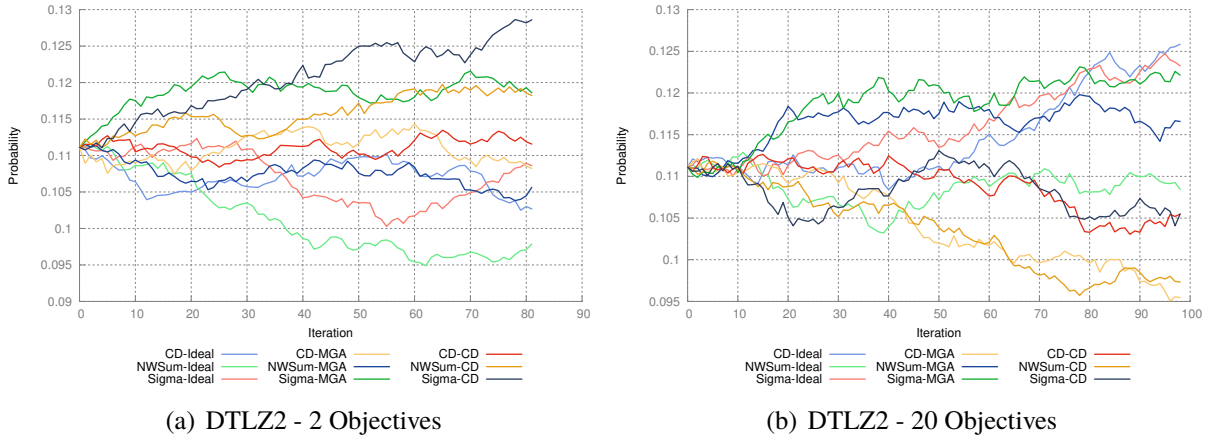 0.13
0.125
0.12
0.115
0.11
0.105
0.1
0.095
0.09
Probability
0 10 20 30 40 50 60 70 80 90
Iteration
CD-Ideal CD-MGA CD-CD
NWSum-Ideal NWSum-MGA NWSum-CD
Sigma-Ideal Sigma-MGA Sigma-CD
(a) DTLZ2 - 2 Objectives
0.13
0.125
0.12
0.115
0.11
0.105
0.1
0.095
Probability
0 10 20 30 40 50 60 70 80 90 100
Iteration
CD-Ideal CD-MGA CD-CD
NWSum-Ideal NWSum-MGA NWSum-CD
Sigma-Ideal Sigma-MGA Sigma-CD
(b) DTLZ2 - 20 Objectives